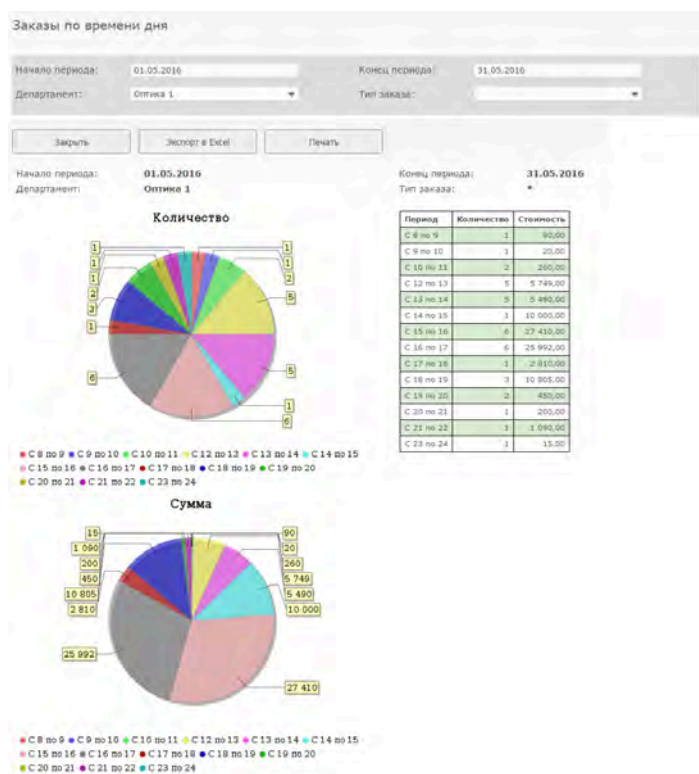 Заказы по времени дня
Начало периода: 01.05.2016 Конец периода: 31.05.2016
Департамент: Оптика 1 Тип заказа:
Закрыть Экспорт в Excel Печать
Начало периода: 01.05.2016 Конец периода: 31.05.2016
Департамент: Оптика 1 Тип заказа: *
Количество
1
1
1
2
3
1
6
1
1
2
5
5
1
6
С 8 по 9 С 9 по 10 С 10 по 11 С 12 по 13 С 13 по 14 С 14 по 15
С 15 по 16 С 16 по 17 С 17 по 18 С 18 по 19 С 19 по 20
С 20 по 21 С 21 по 22 С 23 по 24
Период Количество Стоимость
С 8 по 9 1 90,00
С 9 по 10 1 20,00
С 10 по 11 2 260,00
С 12 по 13 5 5 749,00
С 13 по 14 5 5 490,00
С 14 по 15 1 10 000,00
С 15 по 16 6 27 410,00
С 16 по 17 6 25 992,00
С 17 по 18 1 2 810,00
С 18 по 19 3 10 805,00
С 19 по 20 2 450,00
С 20 по 21 1 200,00
С 21 по 22 1 1 090,00
С 23 по 24 1 15,00
Сумма
15
1 090
200
450
10 805
2 810
25 992
90
20
260
5 749
5 490
10 000
27 410
С 8 по 9 С 9 по 10 С 10 по 11 С 12 по 13 С 13 по 14 С 14 по 15
С 15 по 16 С 16 по 17 С 17 по 18 С 18 по 19 С 19 по 20
С 20 по 21 С 21 по 22 С 23 по 24